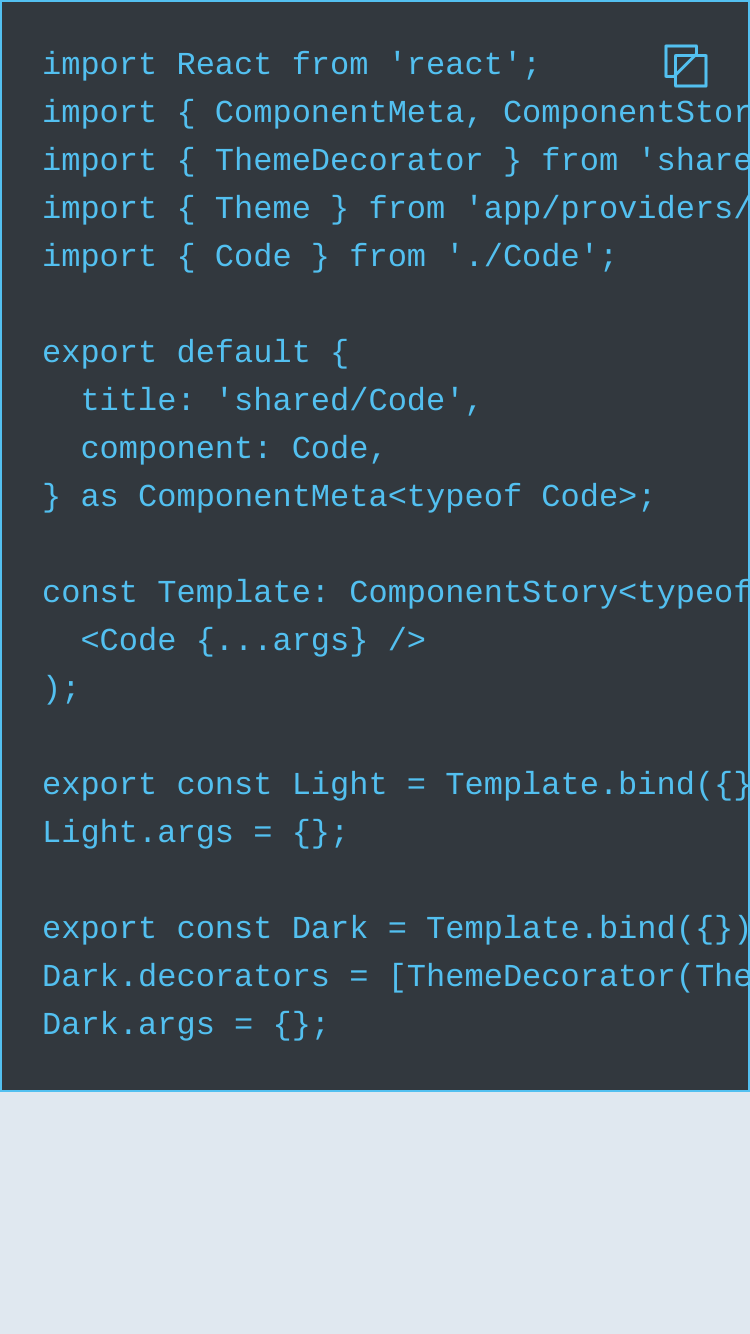 import React from 'react';
import { ComponentMeta, ComponentStor
import { ThemeDecorator } from 'share
import { Theme } from 'app/providers/
import { Code } from './Code';
export default {
  title: 'shared/Code',
  component: Code,
} as ComponentMeta<typeof Code>;
const Template: ComponentStory<typeof
  <Code {...args} />
);
export const Light = Template.bind({}
Light.args = {};
export const Dark = Template.bind({})
Dark.decorators = [ThemeDecorator(The
Dark.args = {};